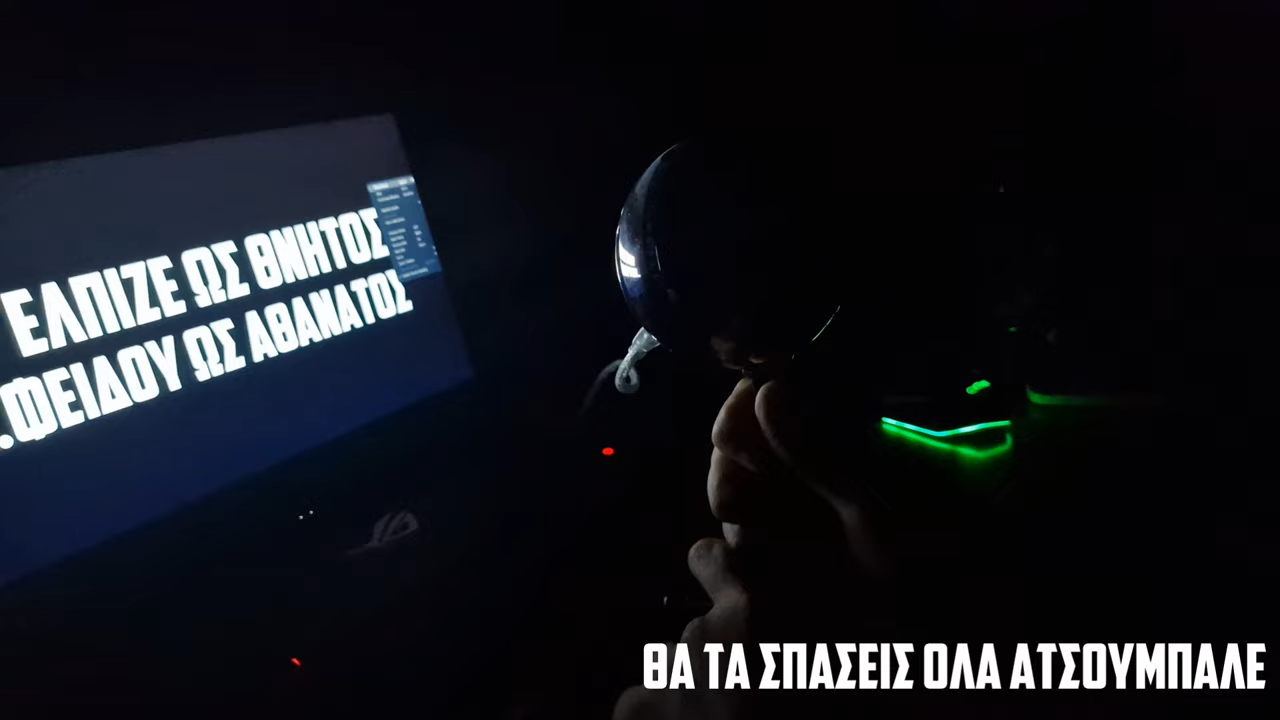 ΕΛΠΙΖΕ ΩΣ ΘΝΗΤΟΣ
.ΦΕΙΔΟΥ ΩΣ ΑΘΑΝΑΤΟΣ
ΘΑ ΤΑ ΣΠΑΣΕΙΣ ΟΛΑ ΑΤΣΟΥΜΠΑΛΕ